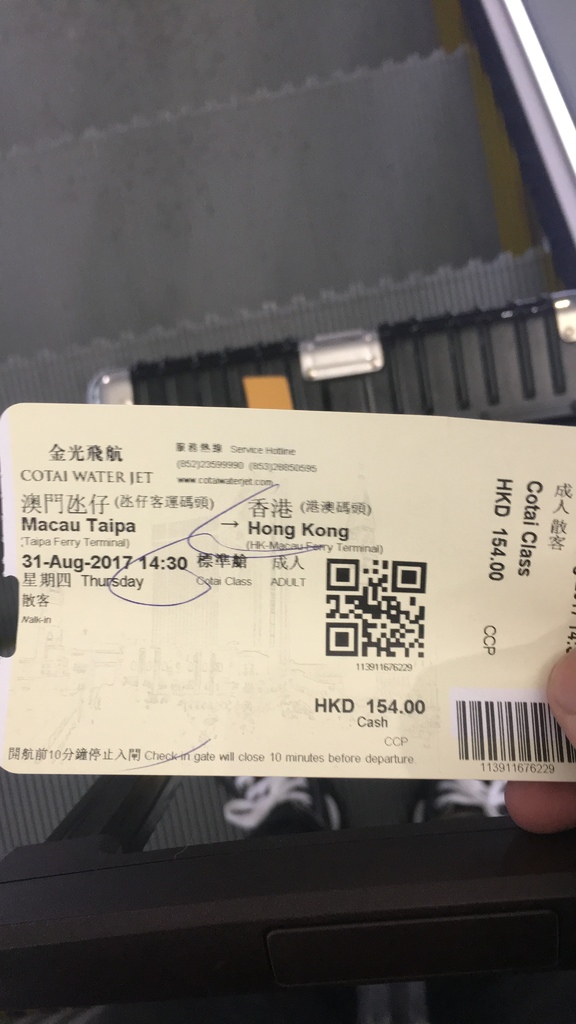 金光飛航
COTAI WATER JET
服務熱線 Service Hotline
(852)23599990 (853)28850595
www.cotaiwaterjet.com
澳門氹仔 (氹仔客運碼頭)
Macau Taipa
(Taipa Ferry Terminal)
→
香港 (港澳碼頭)
Hong Kong
(HK-Macau Ferry Terminal)
31-Aug-2017 14:30 標準艙 成人
星期四 Thursday Cotai Class ADULT
散客
Walk-in
113911676229
HKD 154.00
Cash
CCP
開航前10分鐘停止入閘 Check-in gate will close 10 minutes before departure.
成人 散客
Cotai Class
HKD 154.00
CCP
113911676229